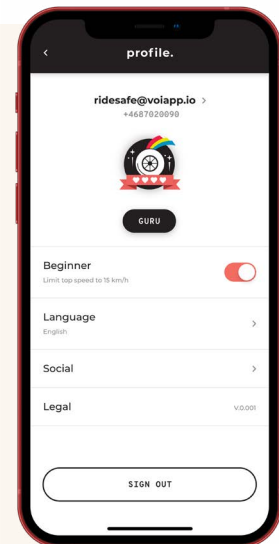 profile.
ridesafe@voiapp.io >
+4687020090
GURU
Beginner
Limit top speed to 15 km/h
Language
English
Social
Legal
V.0.001
SIGN OUT